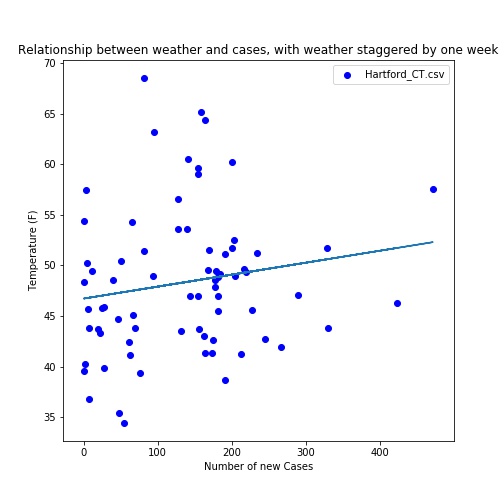 Relationship between weather and cases, with weather staggered by one week
Hartford_CT.csv
70
65
60
55
50
45
40
35
Temperature (F)
0 100 200 300 400
Number of new Cases